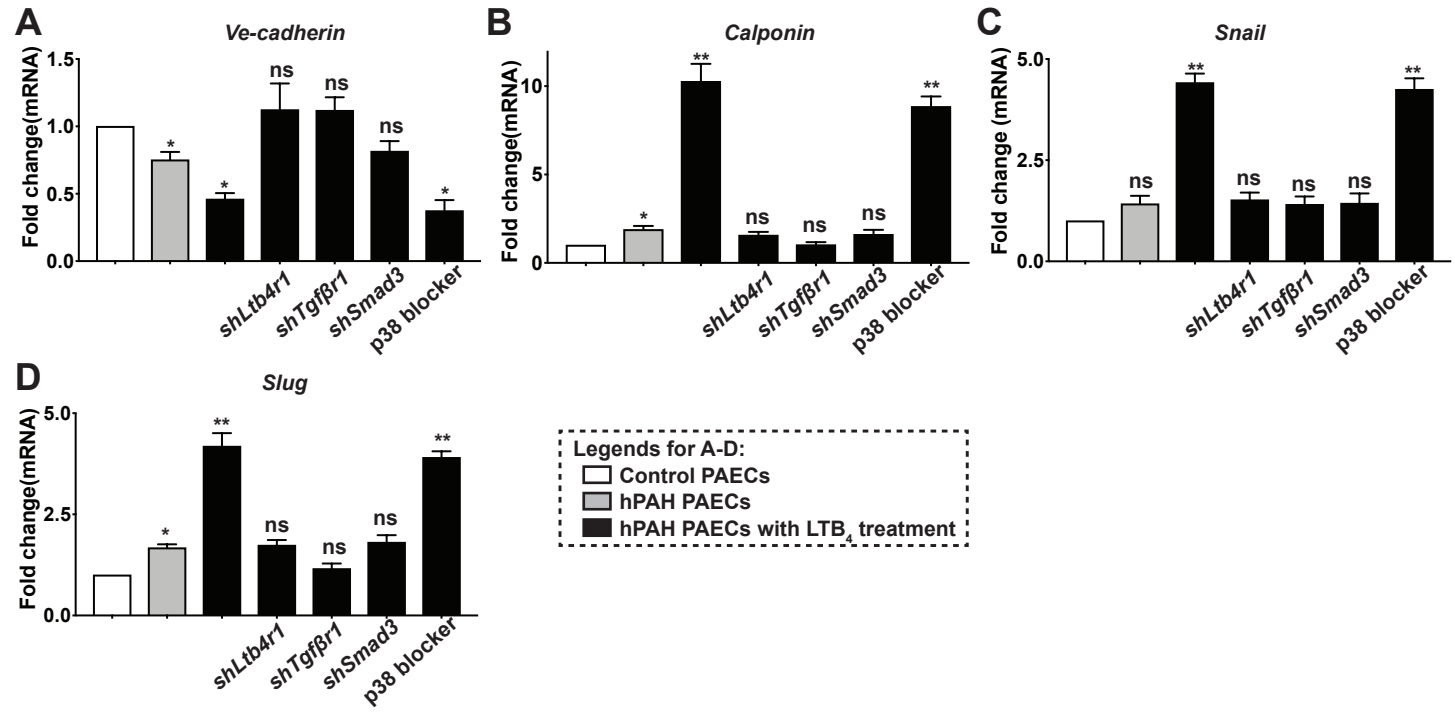 A
Ve-cadherin
Fold change(mRNA)
1.5
1.0
0.5
0.0
*
*
ns
ns
ns
*
shLtb4r1
shTgfβr1
shSmad3
p38 blocker
B
Calponin
Fold change(mRNA)
10
5
0
*
**
ns
ns
ns
**
shLtb4r1
shTgfβr1
shSmad3
p38 blocker
C
Snail
Fold change (mRNA)
5.0
2.5
0.0
ns
**
ns
ns
ns
**
shLtb4r1
shTgfβr1
shSmad3
p38 blocker
D
Slug
Fold change(mRNA)
5.0
2.5
0.0
*
**
ns
ns
ns
**
shLtb4r1
shTgfβr1
shSmad3
p38 blocker
Legends for A-D:
Control PAECs
hPAH PAECs
hPAH PAECs with LTB₄ treatment